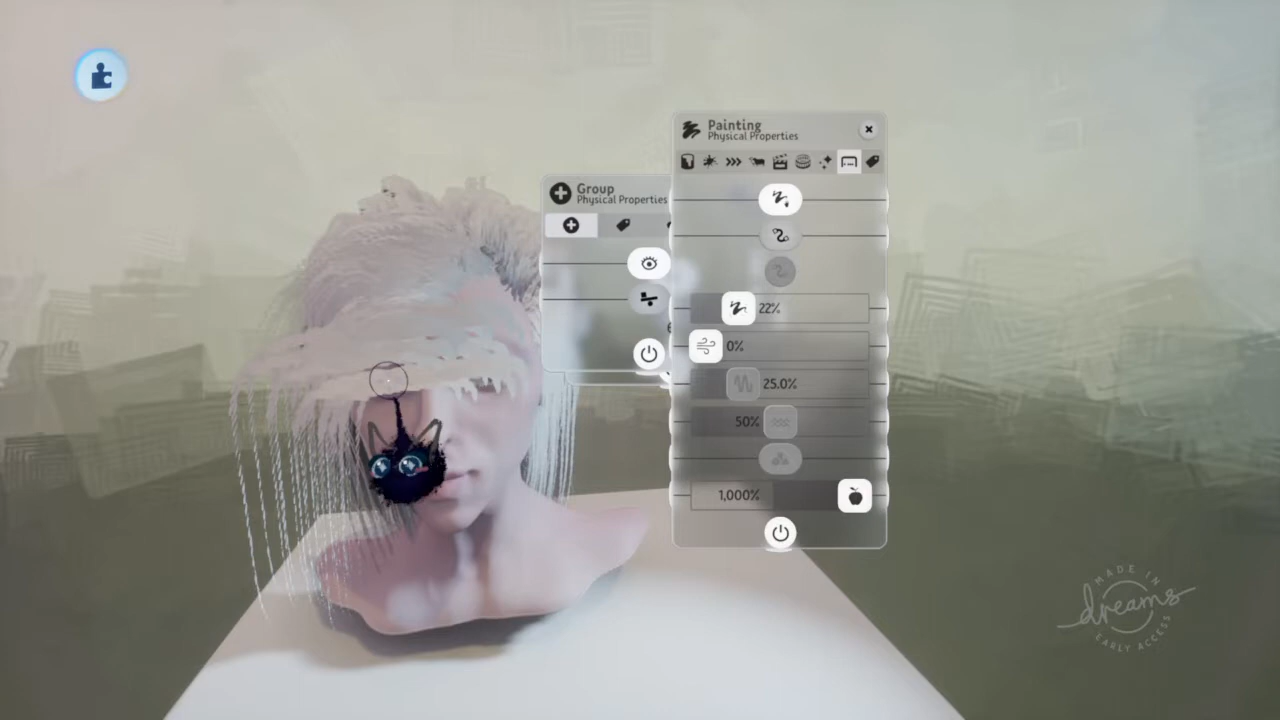 Painting
Physical Properties
Group
Physical Properties
22%
0%
25.0%
50%
1,000%
MADE IN
dreams
EARLY ACCESS